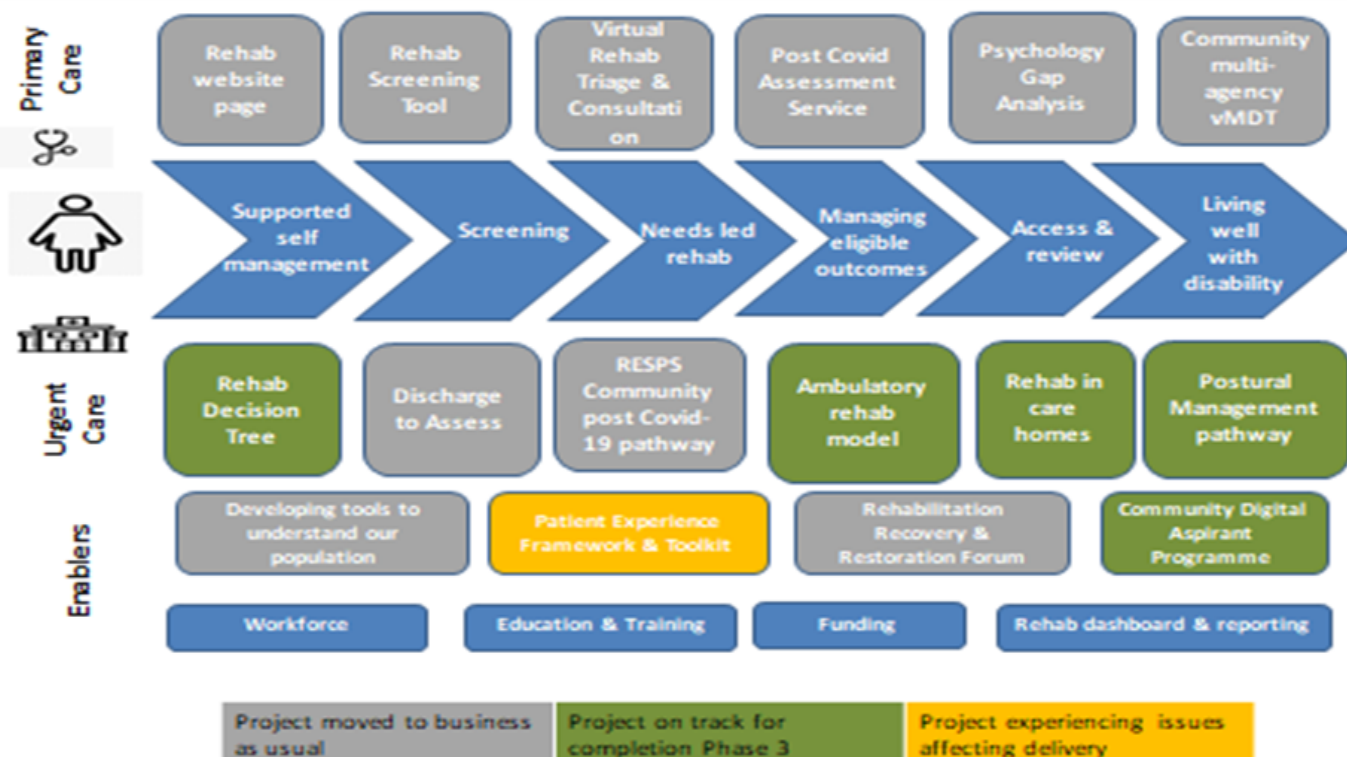 Primary
Care
Rehab
website
page
Rehab
Screening
Tool
Virtual
Rehab
Triage &
Consultati
on
Post Covid
Assessment
Service
Psychology
Gap
Analysis
Community
multi-
agency
vMDT
Supported
self
management
Screening
Needs led
rehab
Managing
eligible
outcomes
Access &
review
Living
well
with
disability
Urgent
Care
Rehab
Decision
Tree
Discharge
to Assess
RESPS
Community
post Covid-
19 pathway
Ambulatory
rehab
model
Rehab in
care
homes
Postural
Management
pathway
Enablers
Developing tools to
understand our
population
Patient Experience
Framework & Toolkit
Rehabilitation
Recovery &
Restoration Forum
Community Digital
Aspirant
Programme
Workforce
Education & Training
Funding
Rehab dashboard & reporting
Project moved to business
as usual
Project on track for
completion Phase 3
Project experiencing issues
affecting delivery